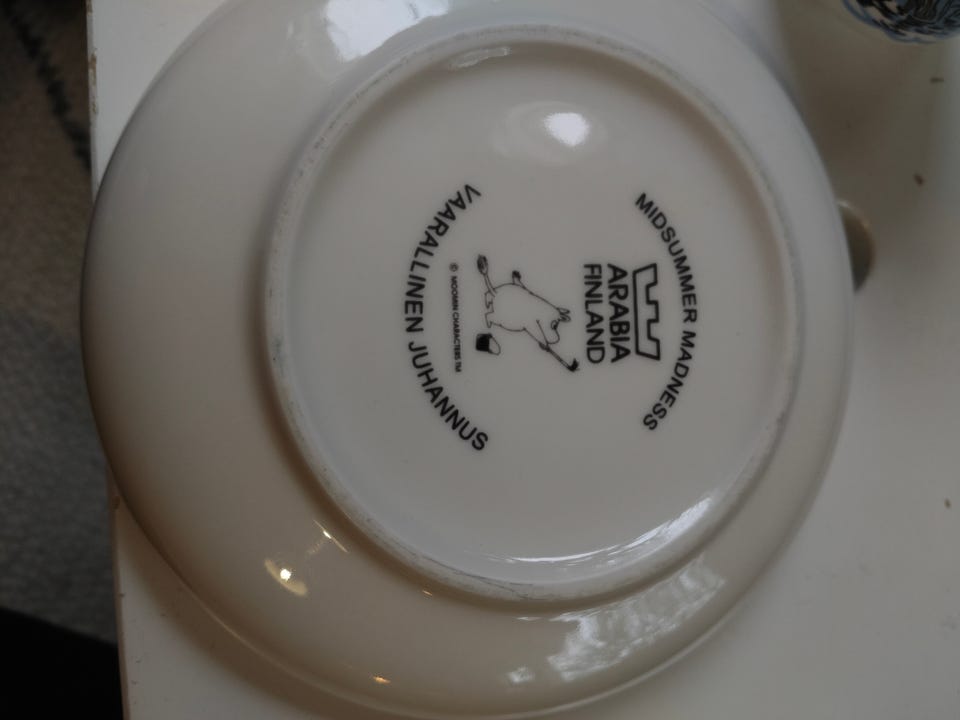 MIDSUMMER MADNESS
ARABIA
FINLAND
© MOOMIN CHARACTERS TM
VAARALLINEN JUHANNUS